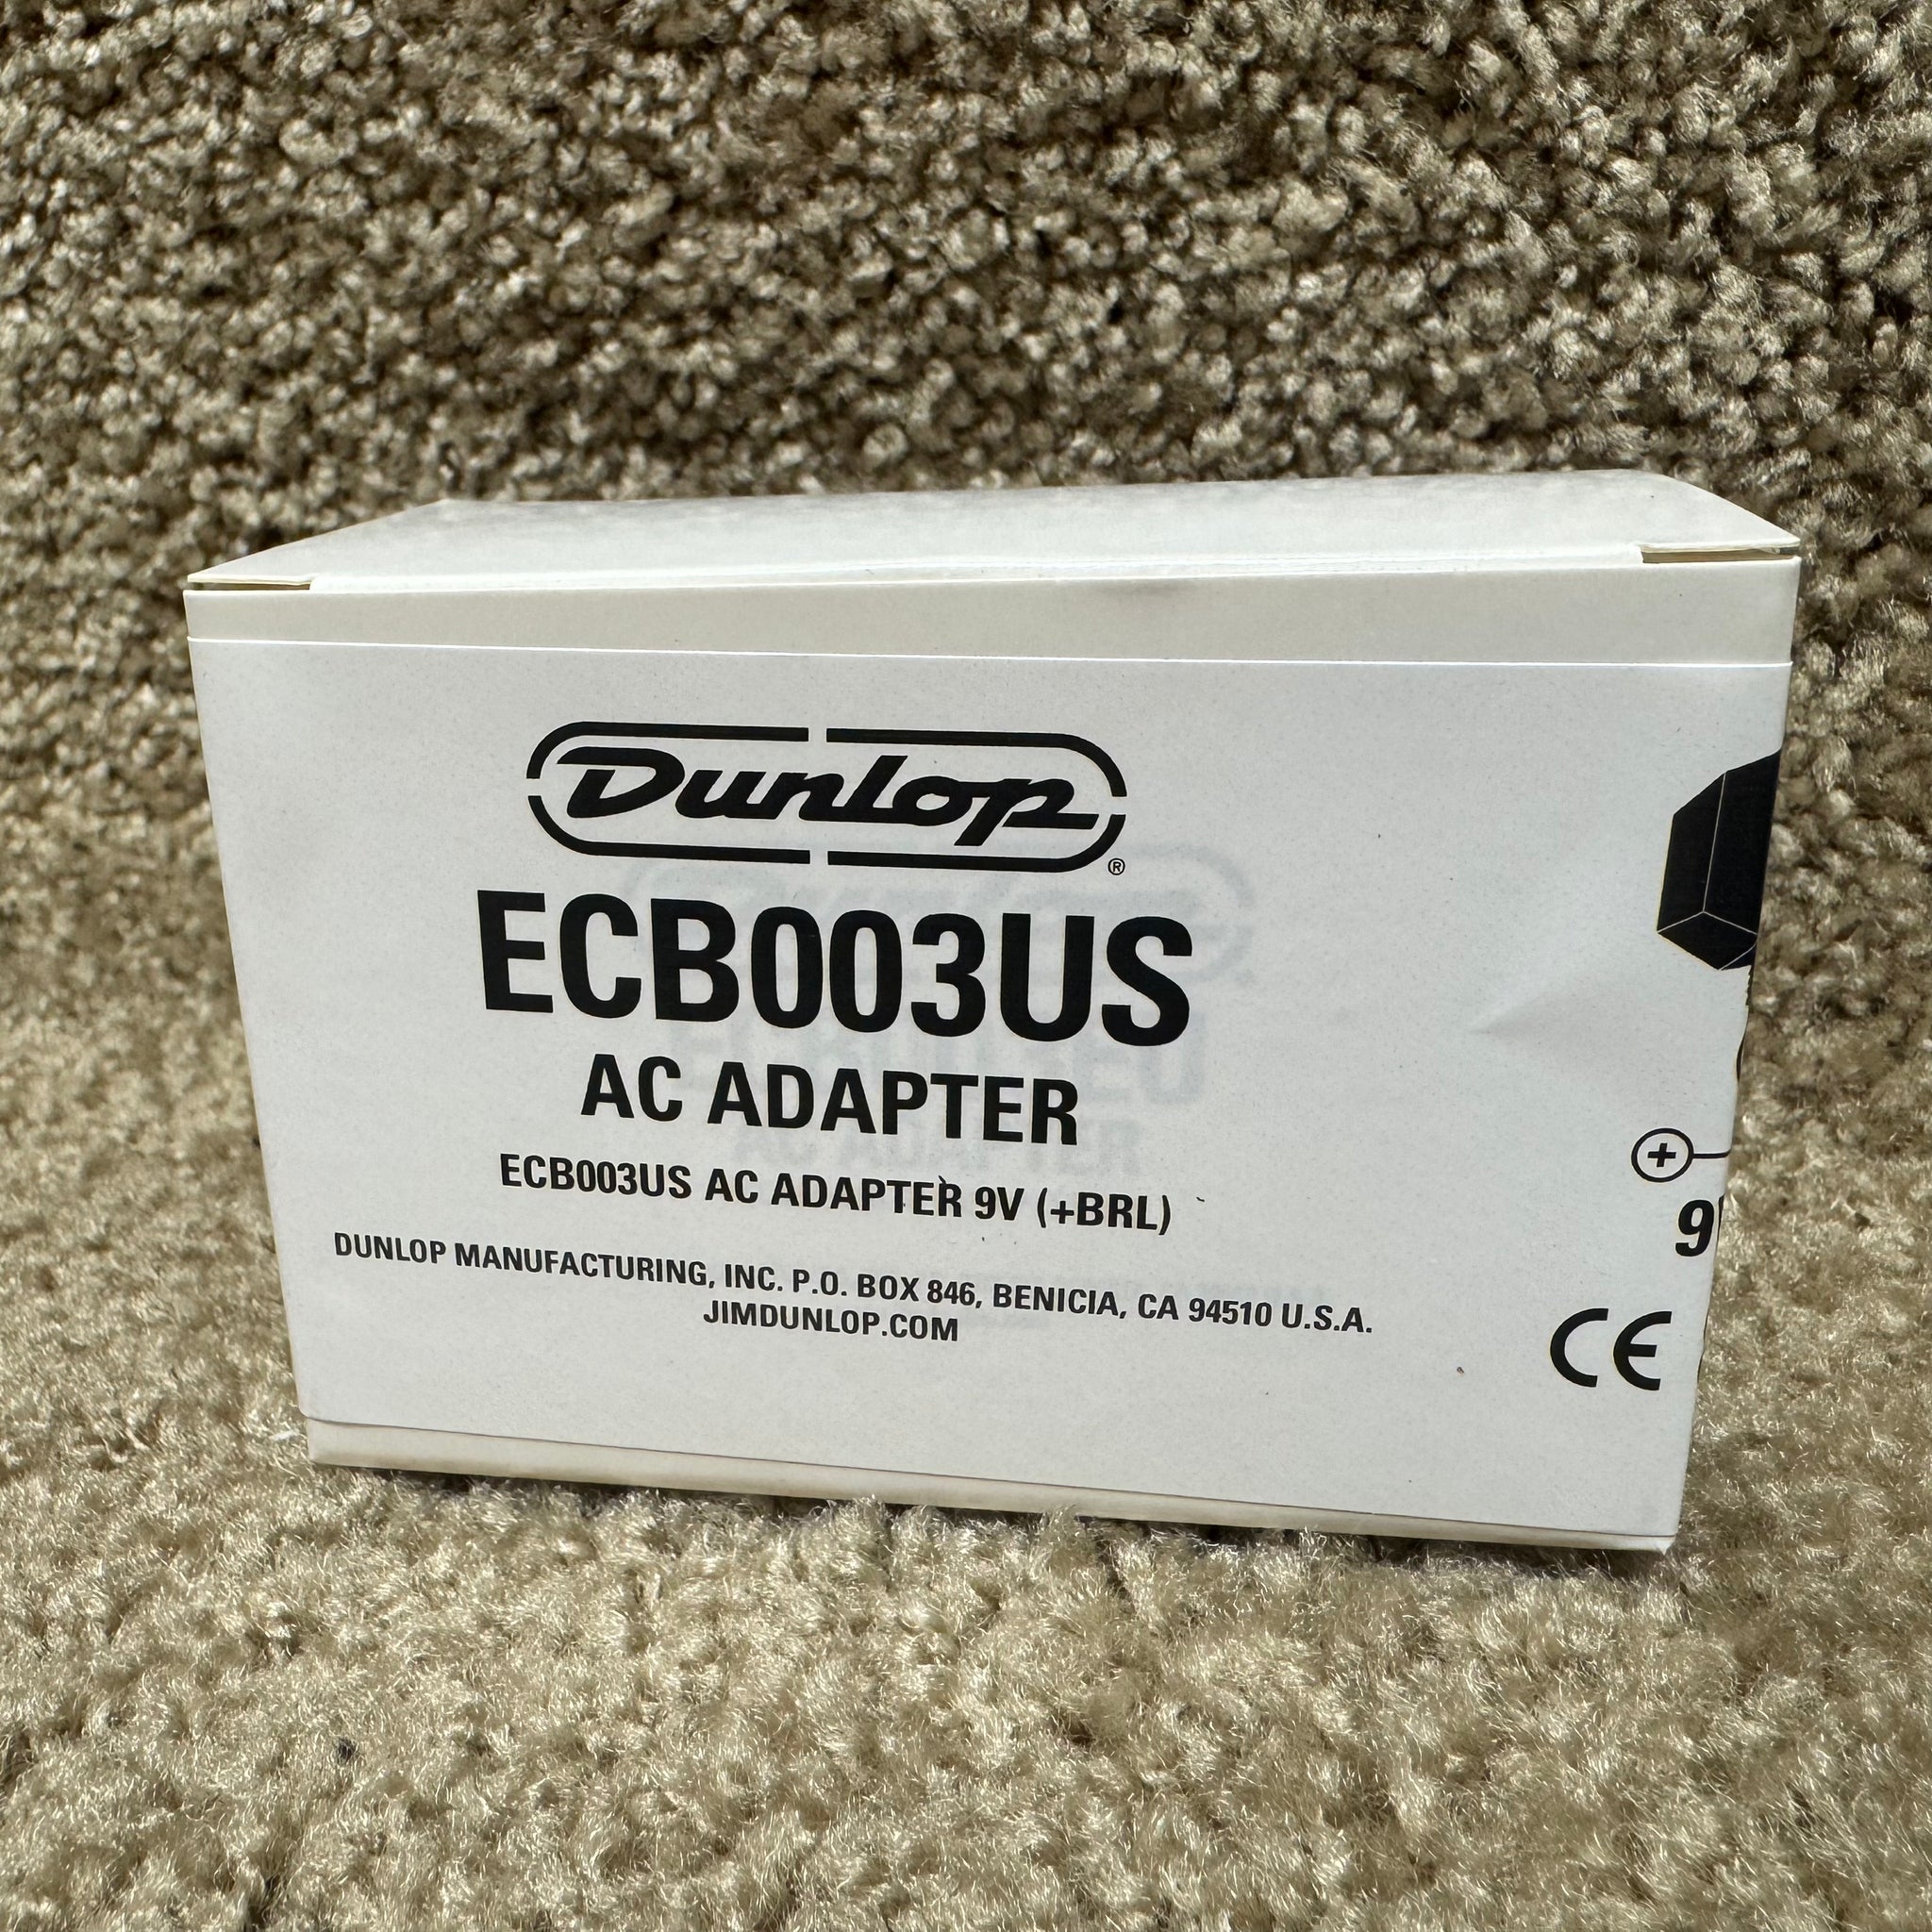 Dunlop®
ECB003US
AC ADAPTER
ECB003US AC ADAPTER 9V (+BRL)
DUNLOP MANUFACTURING, INC. P.O. BOX 846, BENICIA, CA 94510 U.S.A.
JIMDUNLOP.COM
+
9
CE